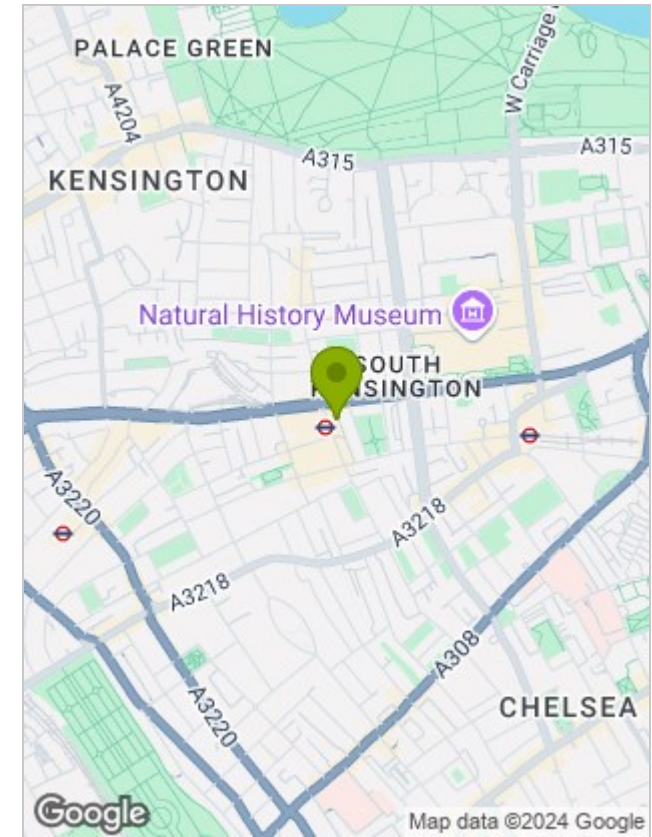 PALACE GREEN
W Carriage
A4204
A315
A315
KENSINGTON
Natural History Museum
SOUTH
KENSINGTON
A3220
A3218
A3218
A308
A3220
CHELSEA
Google
Map data ©2024 Google